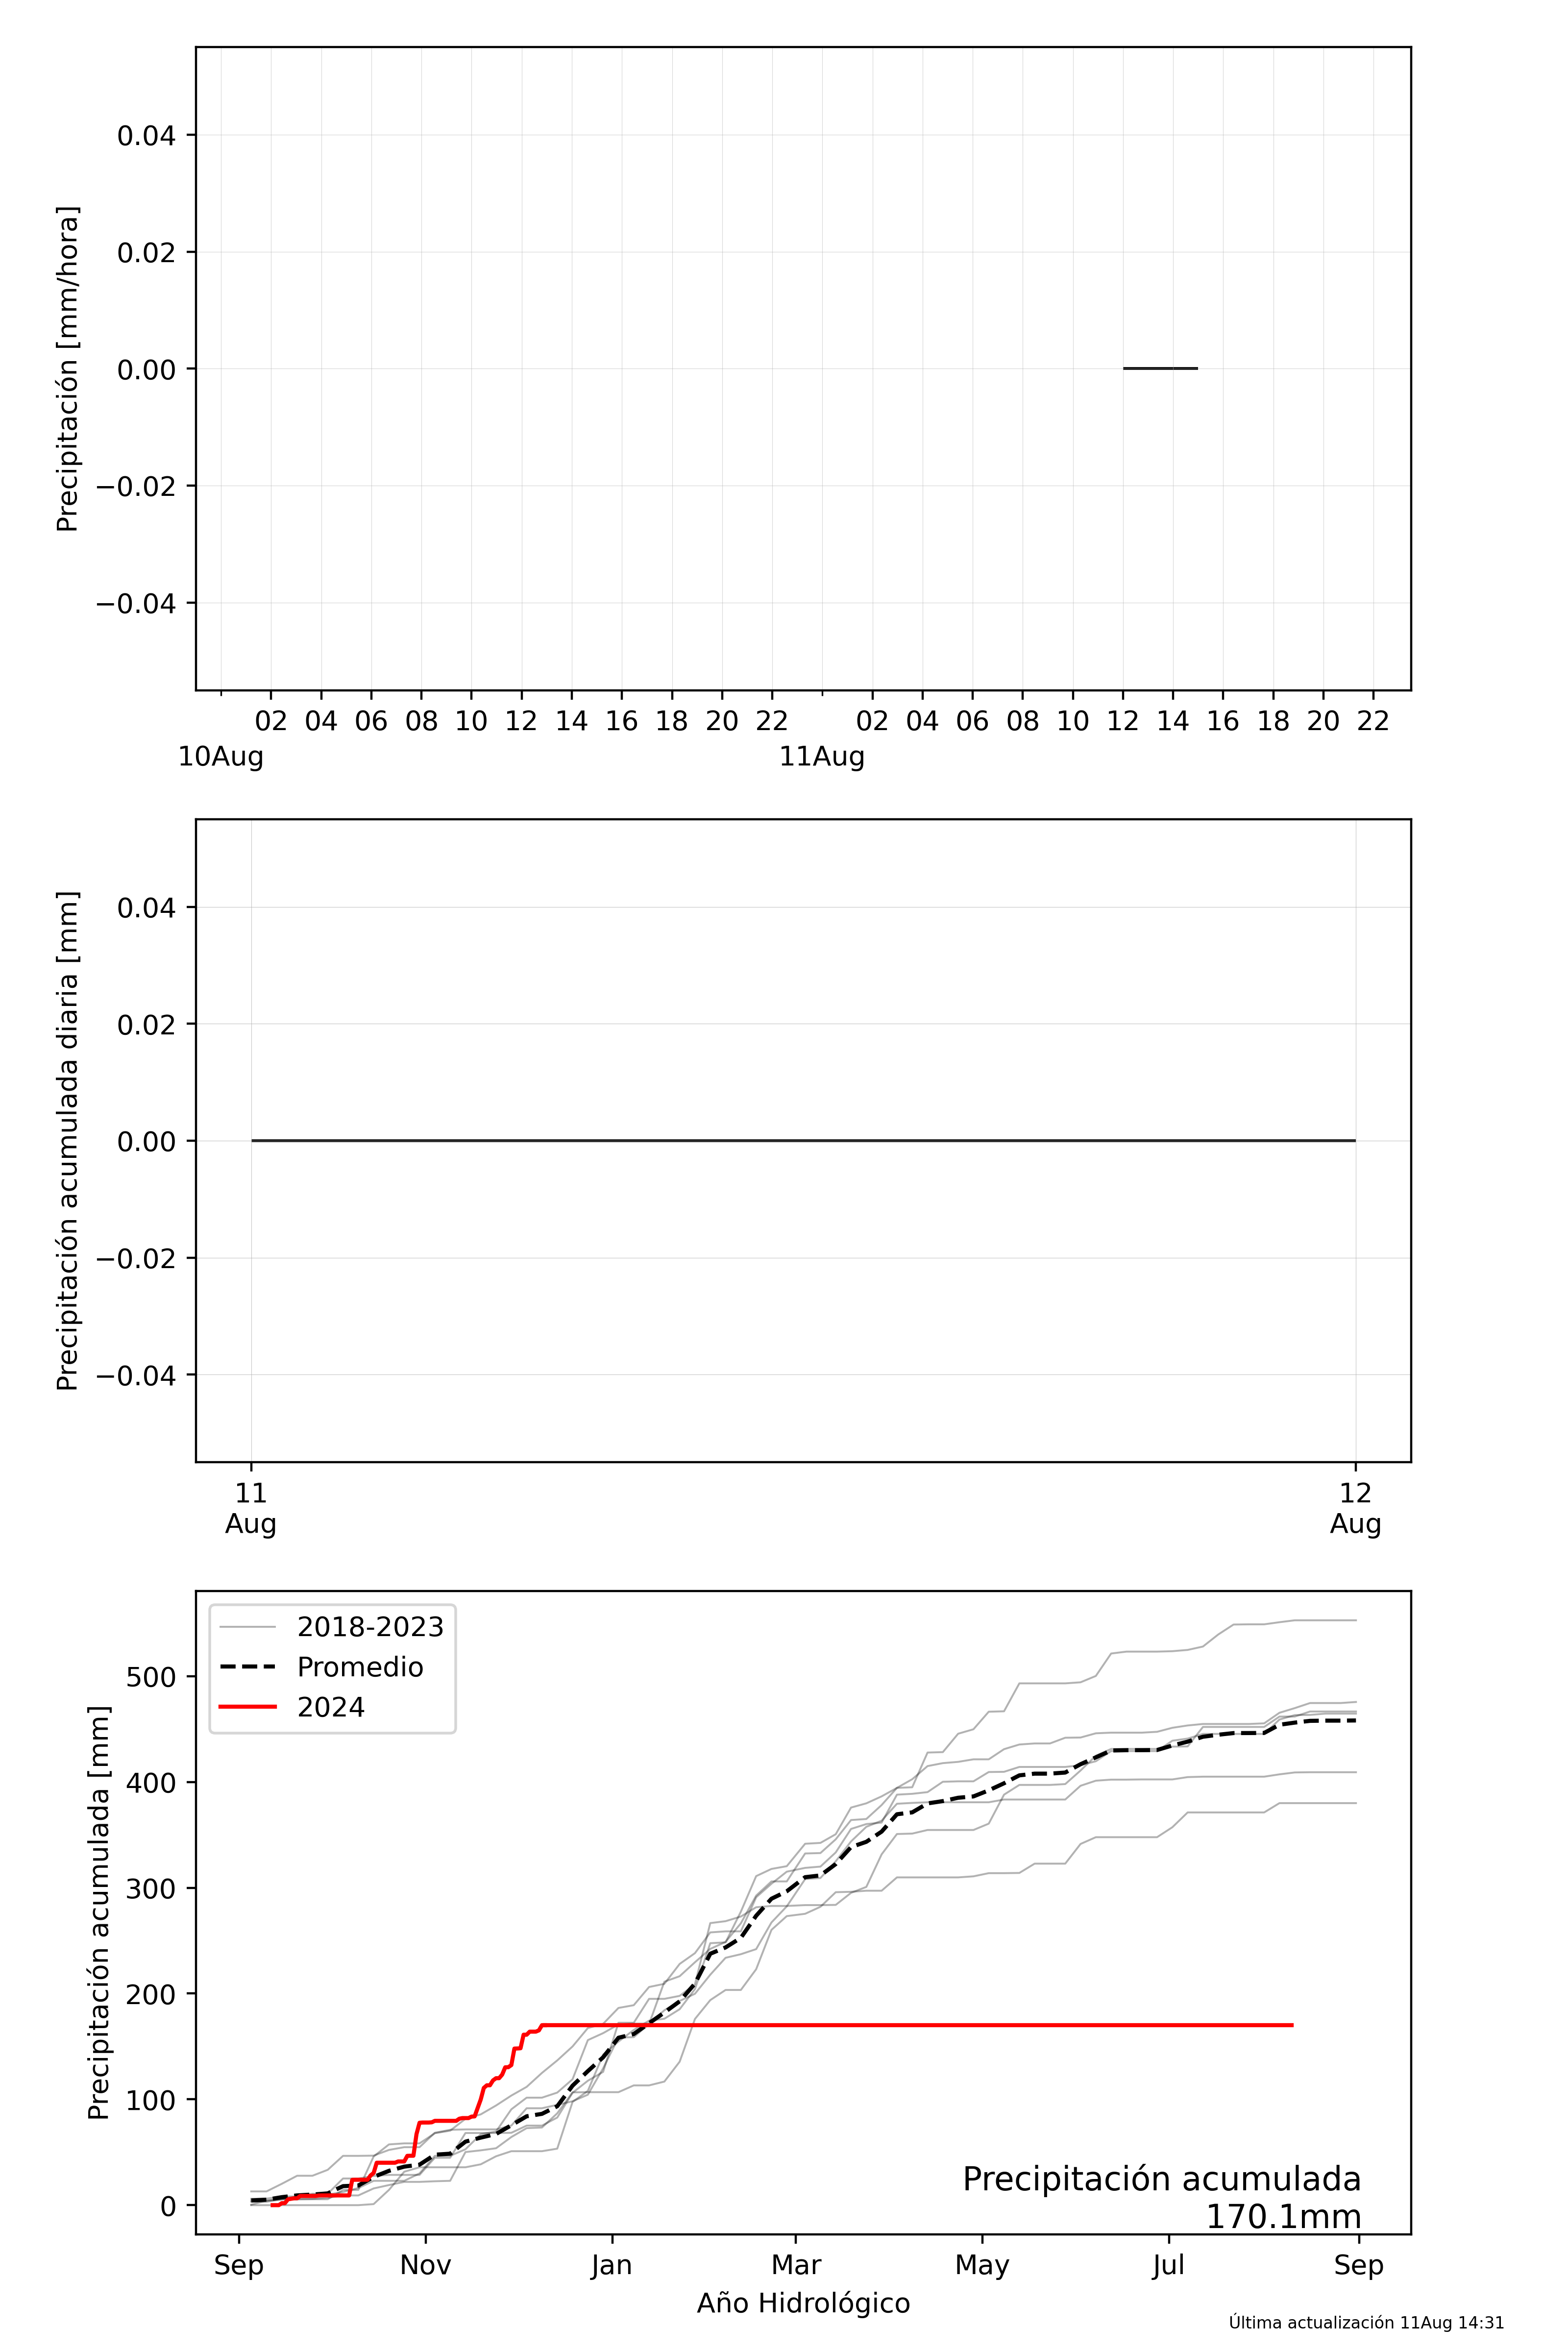 Precipitación [mm/hora]
0.04
0.02
0.00
−0.02
−0.04
02 04 06 08 10 12 14 16 18 20 22 02 04 06 08 10 12 14 16 18 20 22
10Aug 11Aug
Precipitación acumulada diaria [mm]
0.04
0.02
0.00
−0.02
−0.04
11 12
Aug Aug
Precipitación acumulada [mm]
2018-2023
Promedio
2024
500
400
300
200
100
0
Precipitación acumulada
170.1mm
Sep Nov Jan Mar May Jul Sep
Año Hidrológico
Última actualización 11Aug 14:31